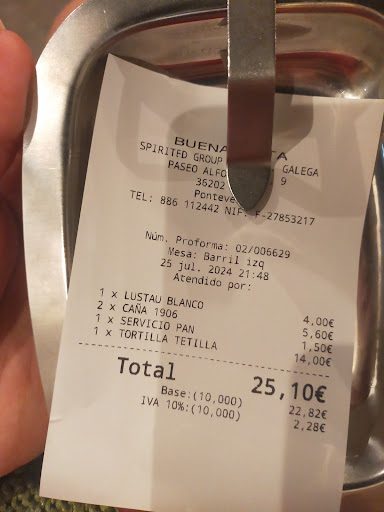 BUENA TA
SPIRITED GROUP GALEGA
PASEO ALFO 9
36202
Ponteve
TEL: 886 112442 NIF: F-27853217
Núm. Proforma: 02/006629
Mesa: Barril izq
25 jul. 2024 21:48
Atendido por:
1 x LUSTAU BLANCO 4,00€
2 x CAÑA 1906 5,60€
1 x SERVICIO PAN 1,50€
1 x TORTILLA TETILLA 14,00€
Total 25,10€
Base:(10,000) 22,82€
IVA 10%:(10,000) 2,28€